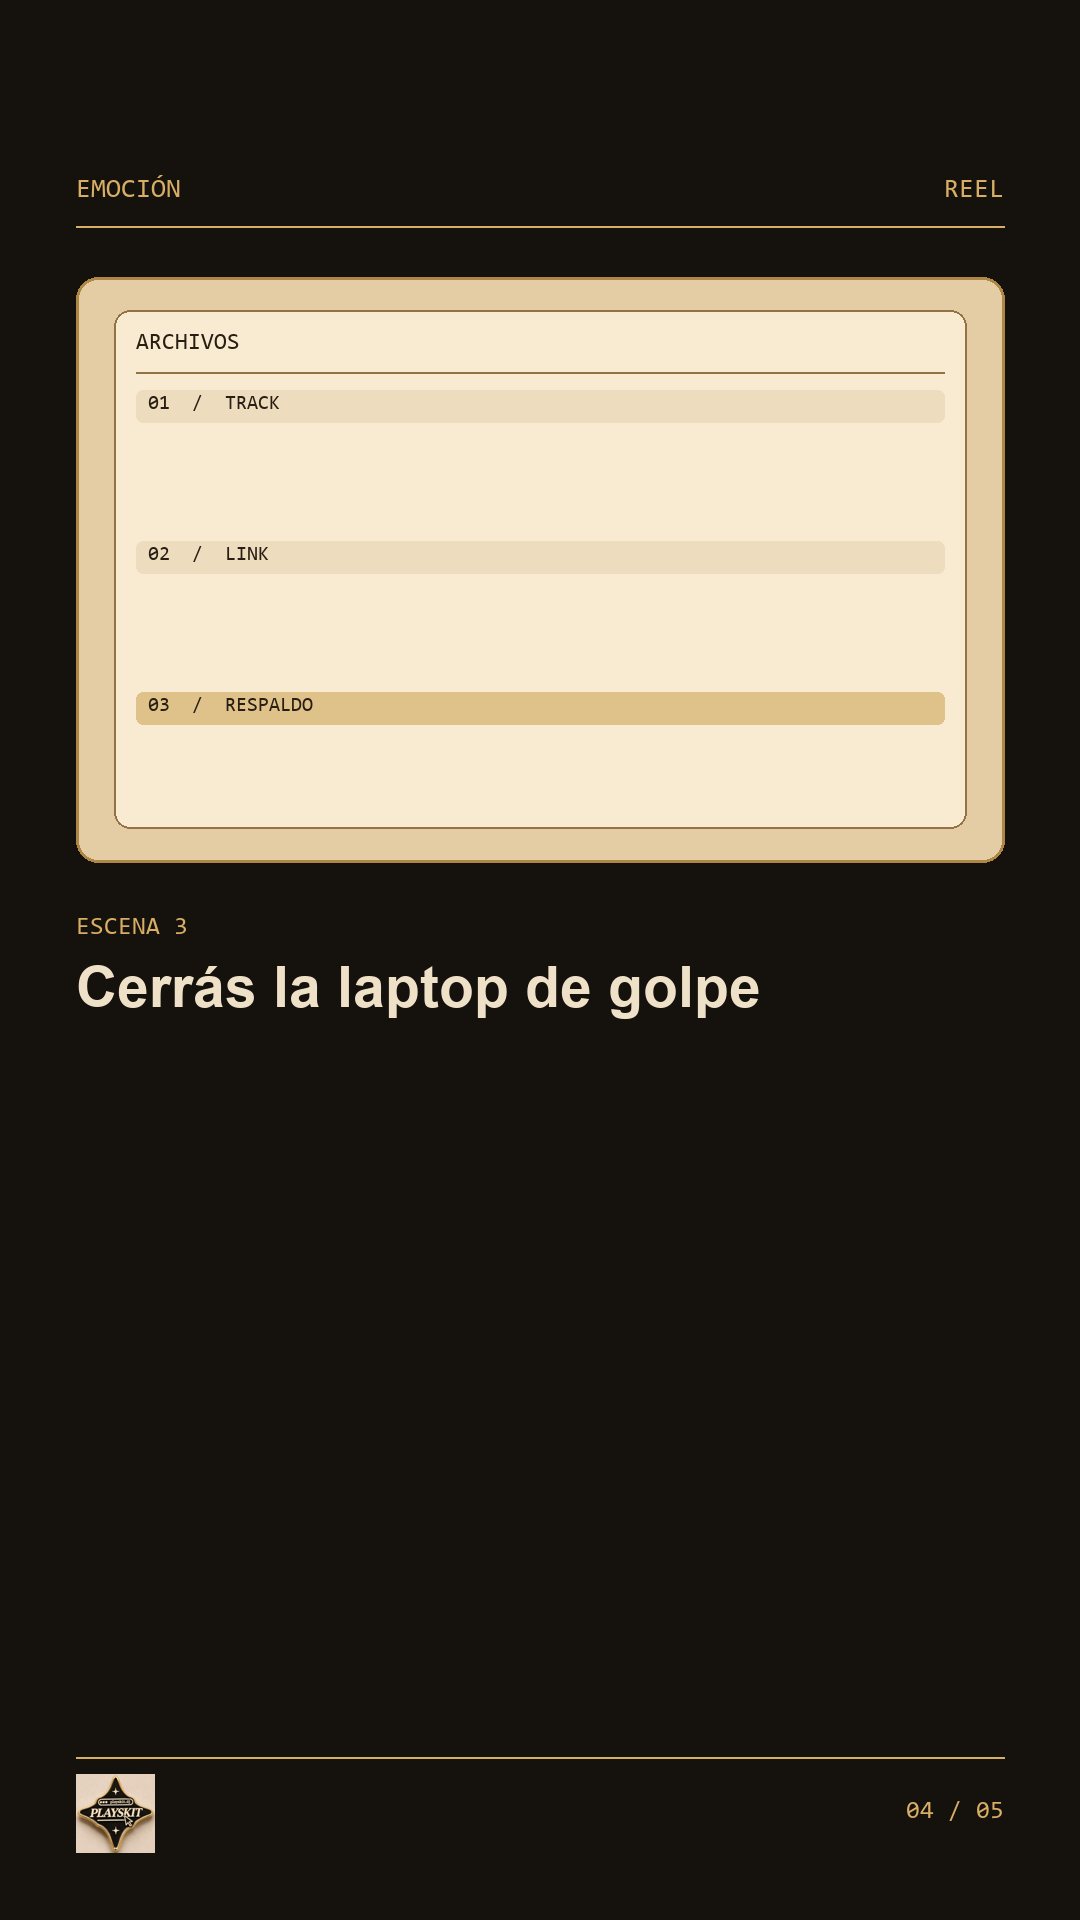 EMOCIÓN
REEL
ARCHIVOS
01 / TRACK
02 / LINK
03 / RESPALDO
ESCENA 3
Cerrás la laptop de golpe
PLAYSKIT
04 / 05